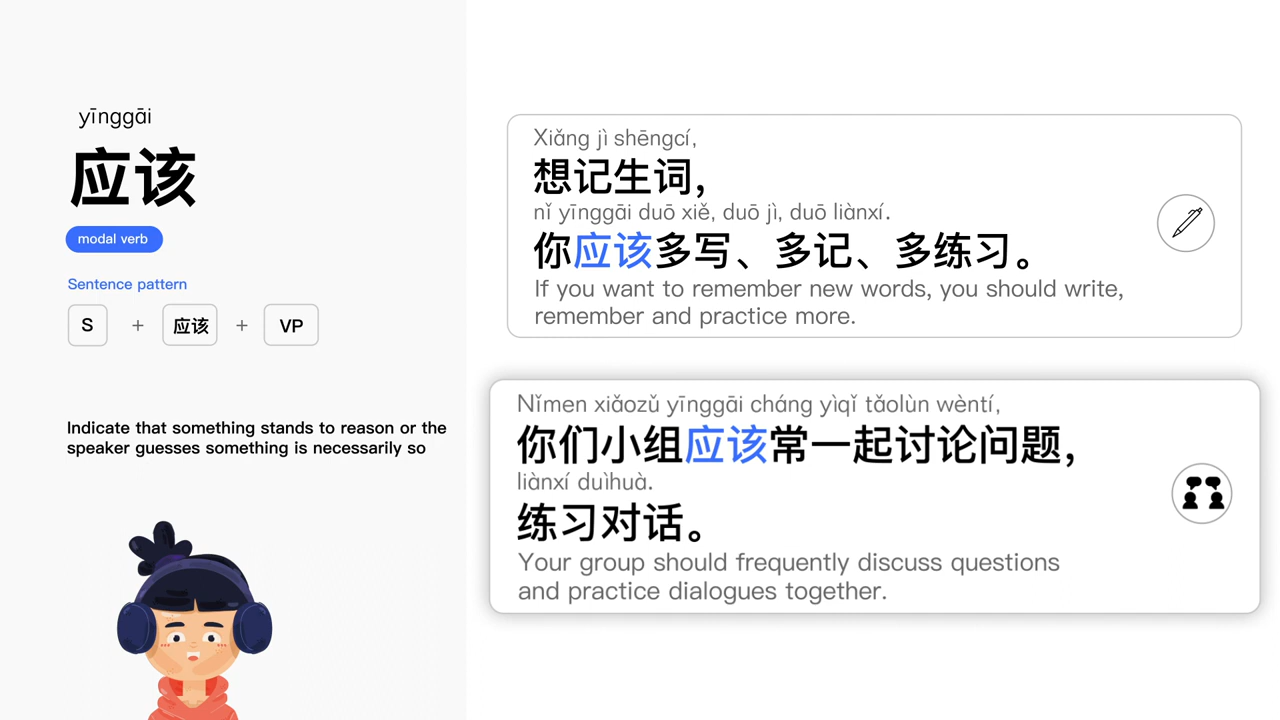 yīnggāi
应该
modal verb
Sentence pattern
S + 应该 + VP
Indicate that something stands to reason or the
speaker guesses something is necessarily so
Xiǎng jì shēngcí,
想记生词,
nǐ yīnggāi duō xiě, duō jì, duō liànxí.
你应该多写、多记、多练习。
If you want to remember new words, you should write,
remember and practice more.
Nǐmen xiǎozǔ yīnggāi cháng yìqǐ tǎolùn wèntí,
你们小组应该常一起讨论问题,
liànxí duìhuà.
练习对话。
Your group should frequently discuss questions
and practice dialogues together.